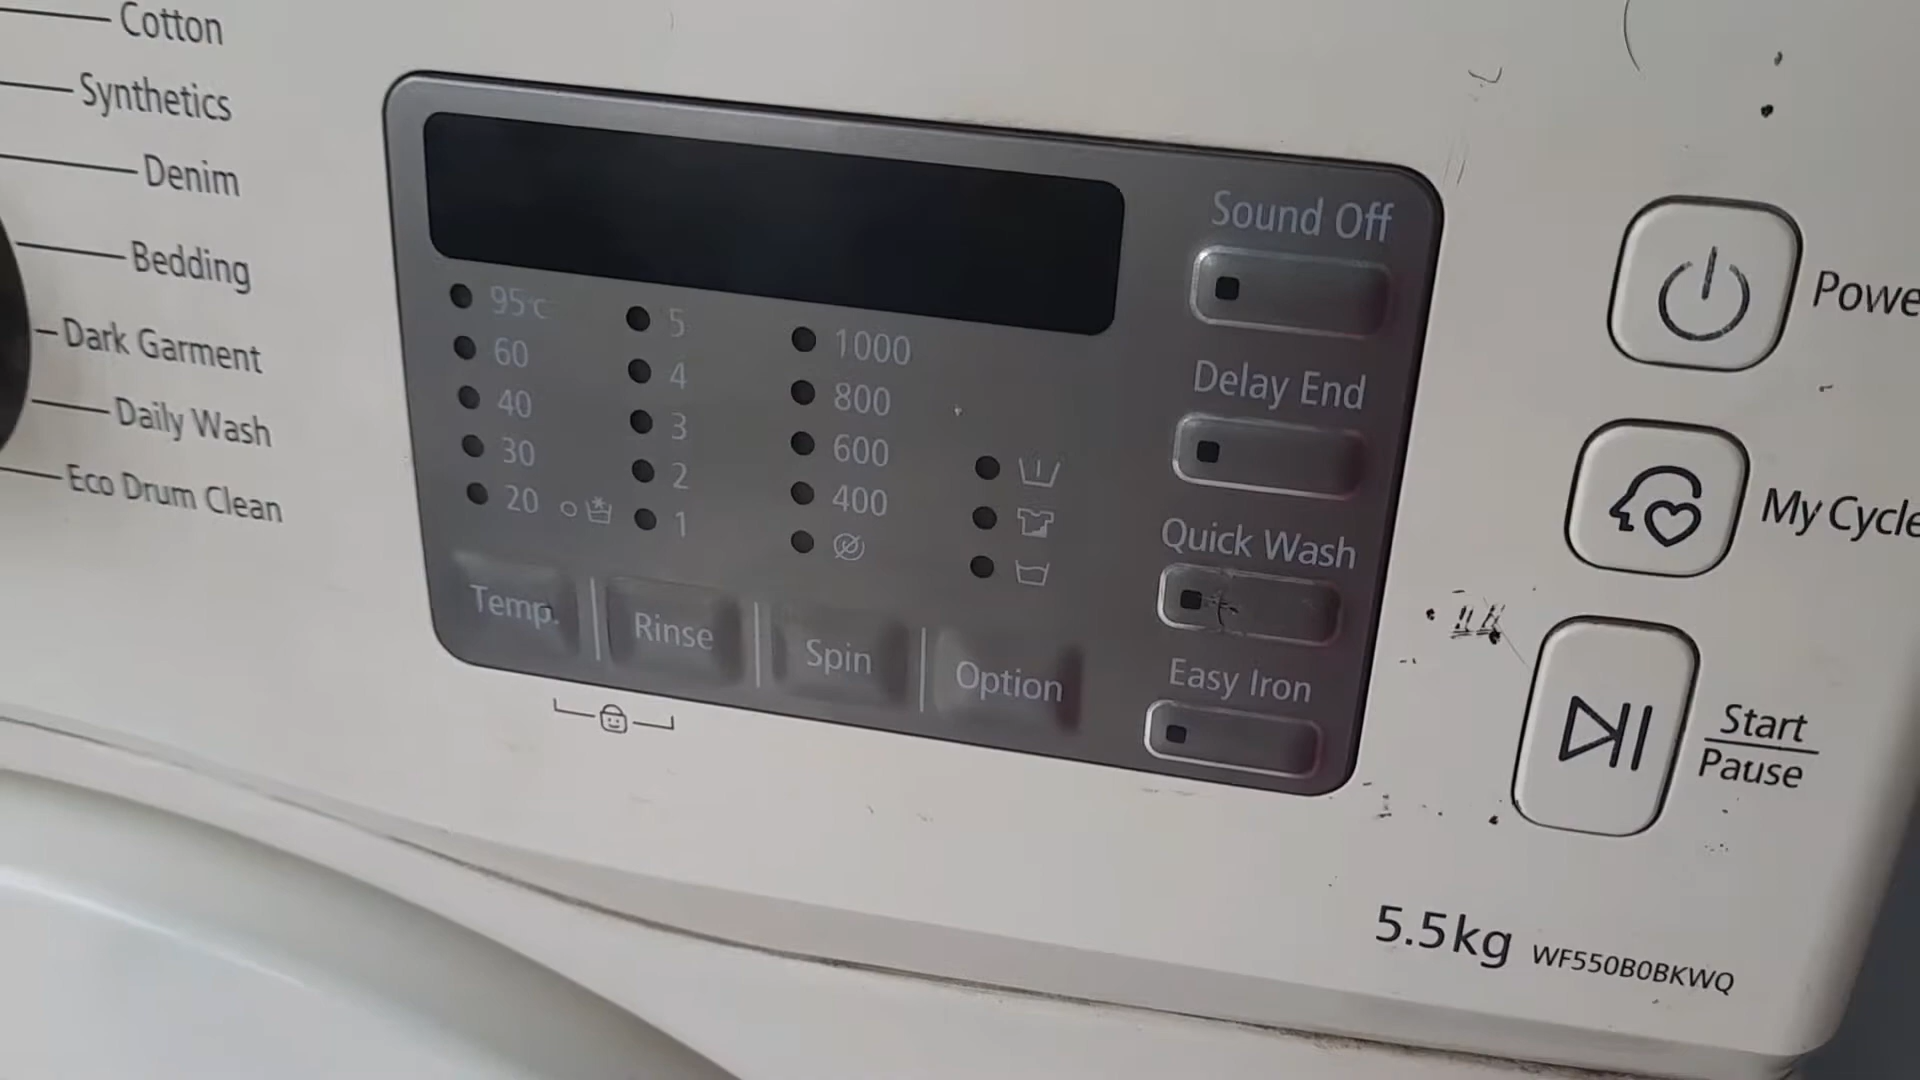 Cotton
Synthetics
Denim
Bedding
Dark Garment
Daily Wash
Eco Drum Clean
95℃
60
40
30
20
5
4
3
2
1
1000
800
600
400
Temp.
Rinse
Spin
Option
Sound Off
Delay End
Quick Wash
Easy Iron
Powe
My Cycle
Start
Pause
5.5kg WF550B0BKWQ